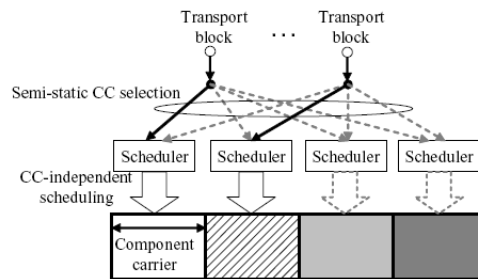 Transport
block
...
Transport
block
Semi-static CC selection
Scheduler
Scheduler
Scheduler
Scheduler
CC-independent
scheduling
Component
carrier